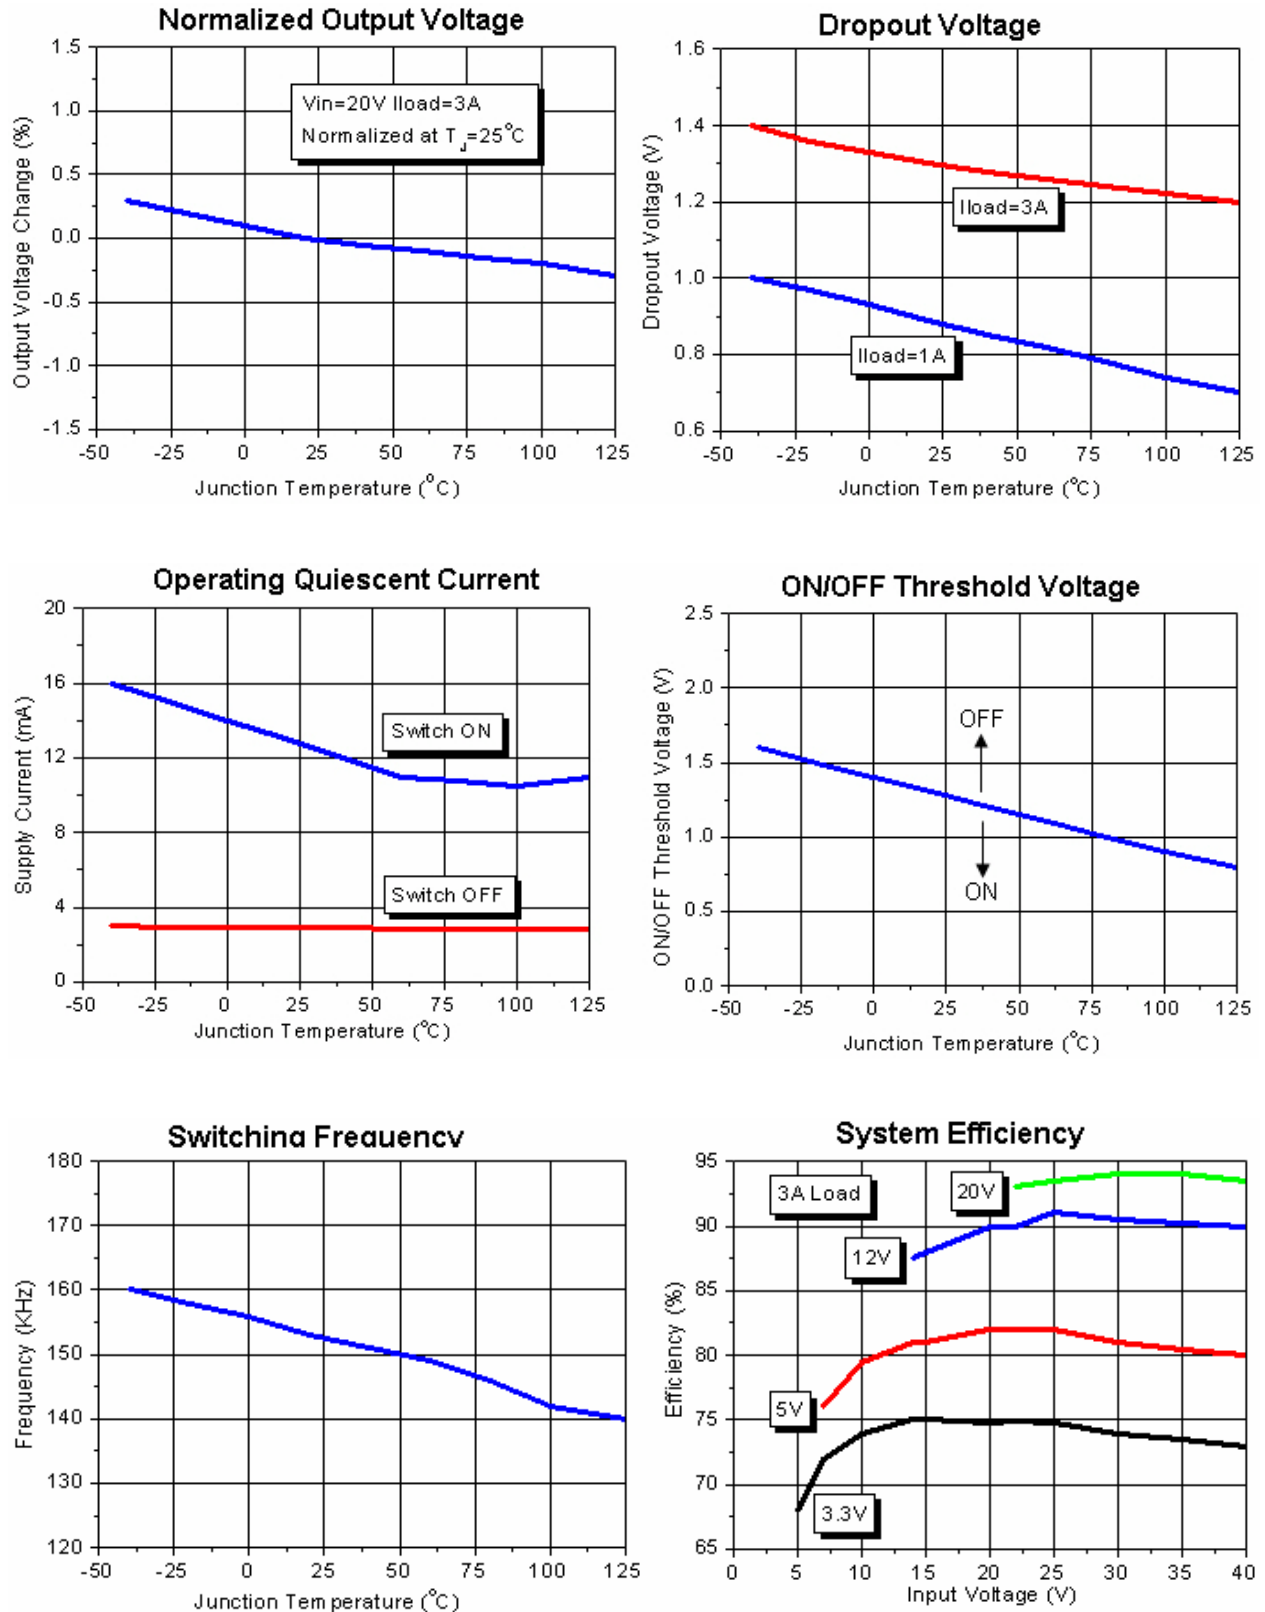 Normalized Output Voltage
1.5
1.0
0.5
0.0
-0.5
-1.0
-1.5
Output Voltage Change (%)
Vin=20V Iload=3A
Normalized at TJ=25°C
-50 -25 0 25 50 75 100 125
Junction Temperature (°C)
Dropout Voltage
1.6
1.4
1.2
1.0
0.8
0.6
Dropout Voltage (V)
Iload=3A
Iload=1A
-50 -25 0 25 50 75 100 125
Junction Temperature (°C)
Operating Quiescent Current
20
16
12
8
4
0
Supply Current (mA)
Switch ON
Switch OFF
-50 -25 0 25 50 75 100 125
Junction Temperature (°C)
ON/OFF Threshold Voltage
2.5
2.0
1.5
1.0
0.5
0.0
ON/OFF Threshold Voltage (V)
OFF
ON
-50 -25 0 25 50 75 100 125
Junction Temperature (°C)
Switching Frequency
180
170
160
150
140
130
120
Frequency (KHz)
-50 -25 0 25 50 75 100 125
Junction Temperature (°C)
System Efficiency
95
90
85
80
75
70
65
Efficiency (%)
3A Load
20V
12V
5V
3.3V
0 5 10 15 20 25 30 35 40
Input Voltage (V)